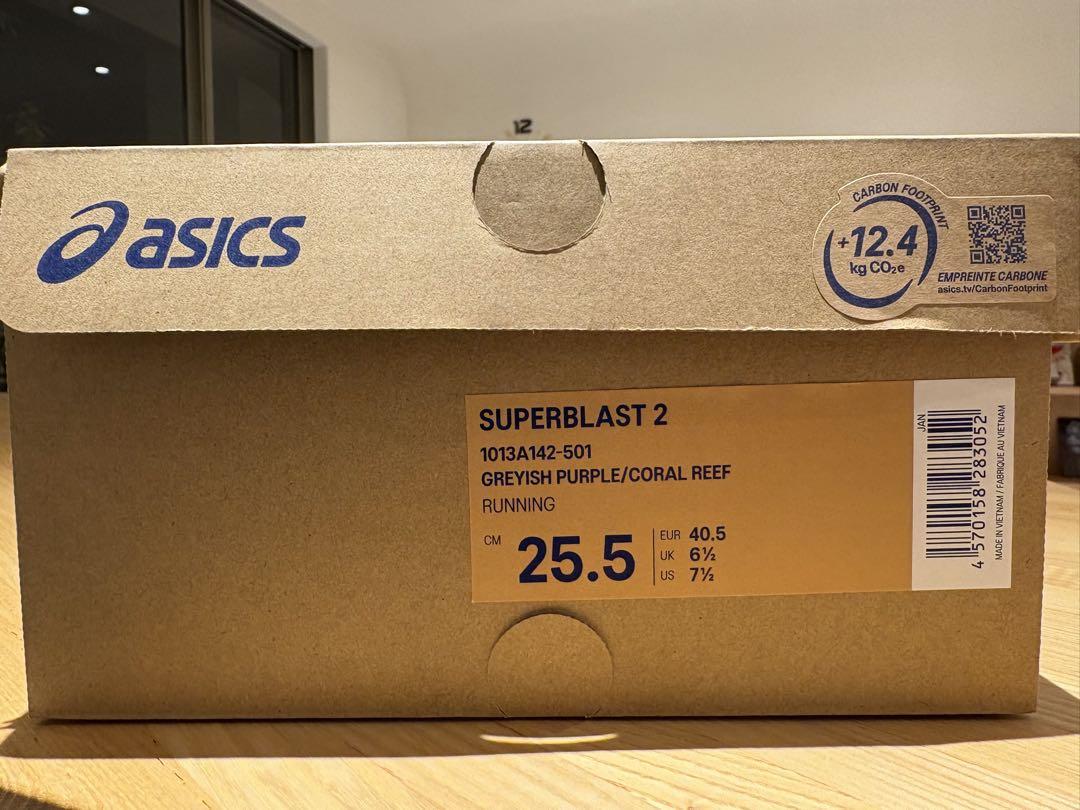 12
asics
CARBON FOOTPRINT
+12.4
kg CO₂e
EMPREINTE CARBONE
asics.tv/CarbonFootprint
SUPERBLAST 2
1013A142-501
GREYISH PURPLE/CORAL REEF
RUNNING
CM 25.5
EUR 40.5
UK 6½
US 7½
JAN
4 570158 283052
MADE IN VIETNAM / FABRIQUE AU VIETNAM